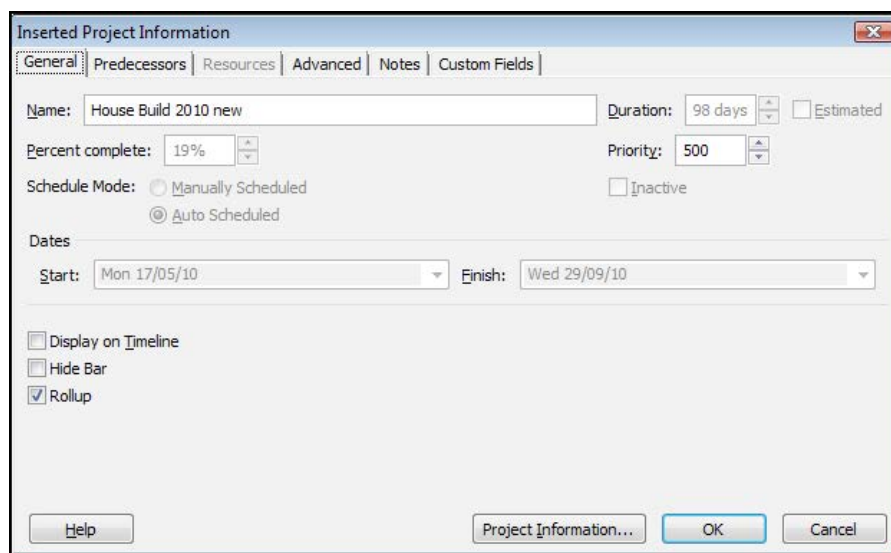 Inserted Project Information
General Predecessors Resources Advanced Notes Custom Fields
Name: House Build 2010 new Duration: 98 days Estimated
Percent complete: 19% Priority: 500
Schedule Mode: Manually Scheduled Inactive
Auto Scheduled
Dates
Start: Mon 17/05/10 Finish: Wed 29/09/10
Display on Timeline
Hide Bar
Rollup
Help Project Information... OK Cancel